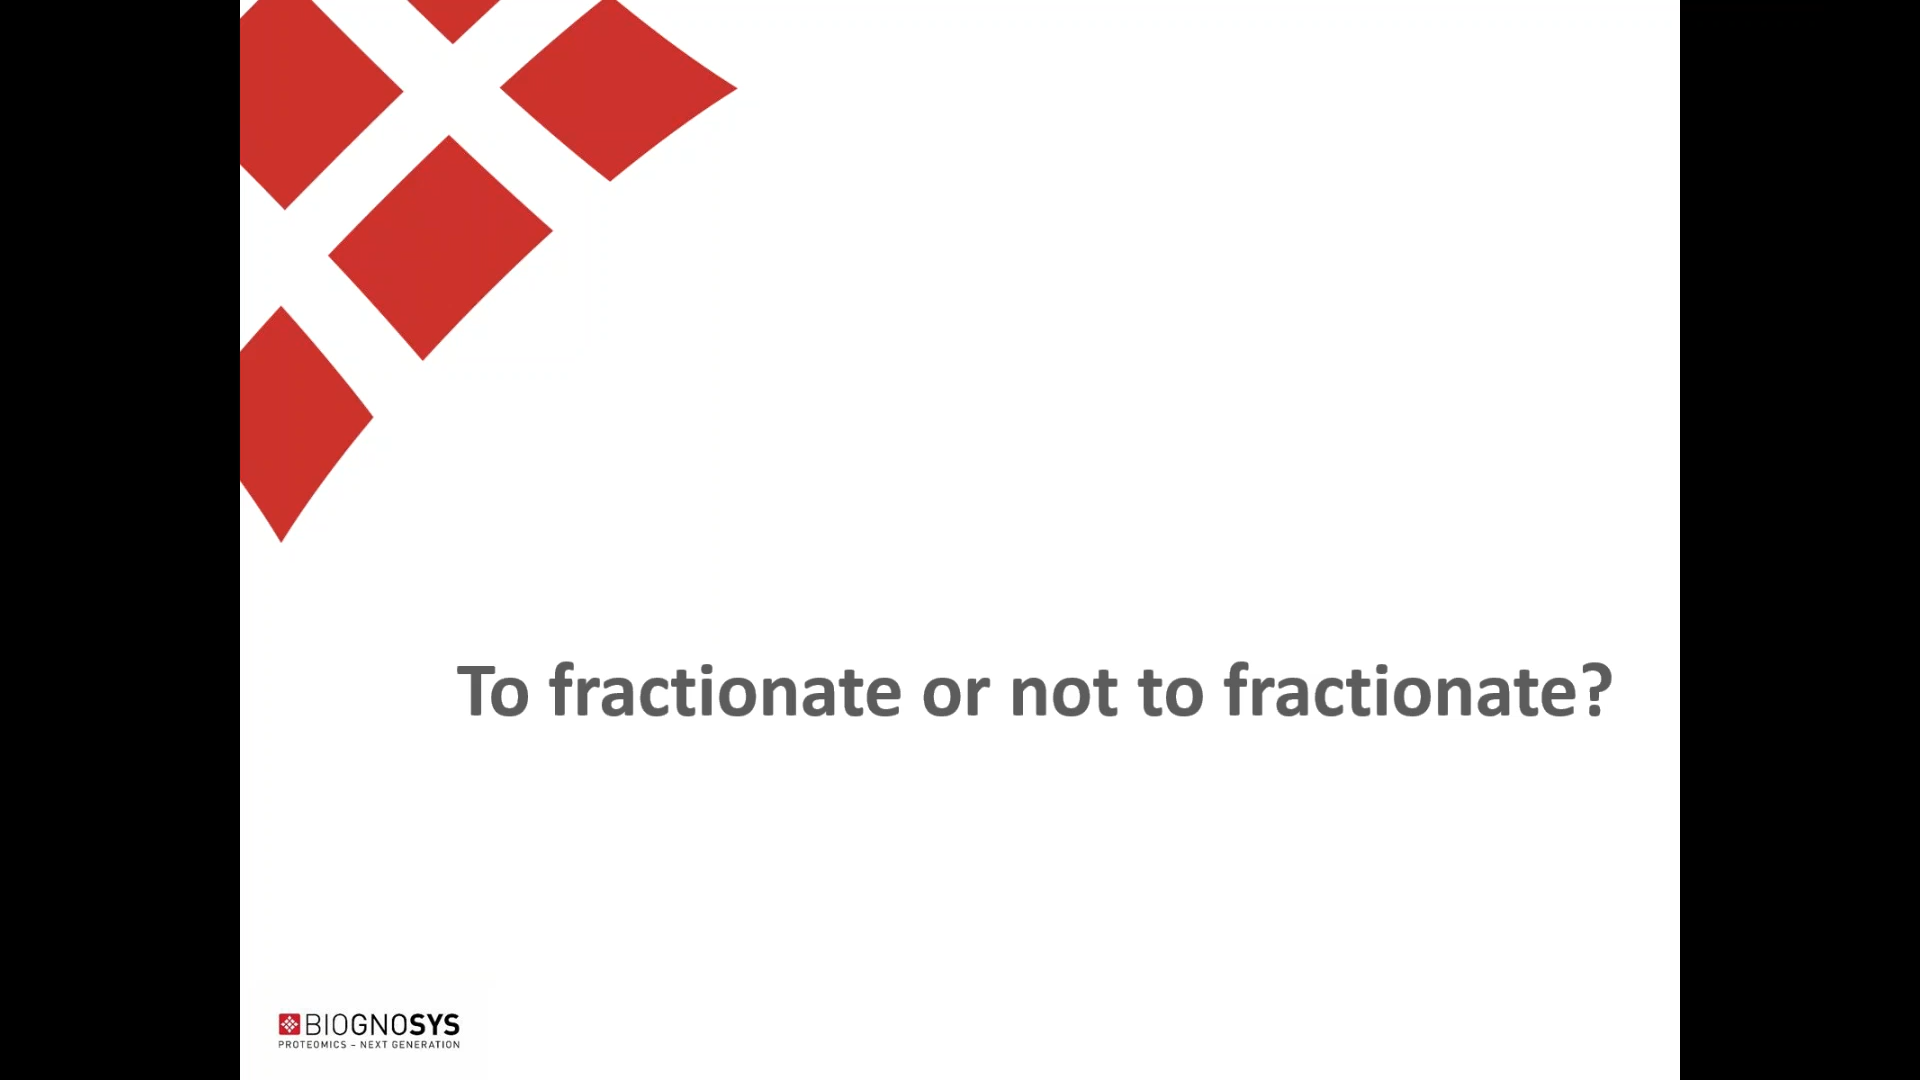 To fractionate or not to fractionate?
BIOGNOSYS
PROTEOMICS – NEXT GENERATION